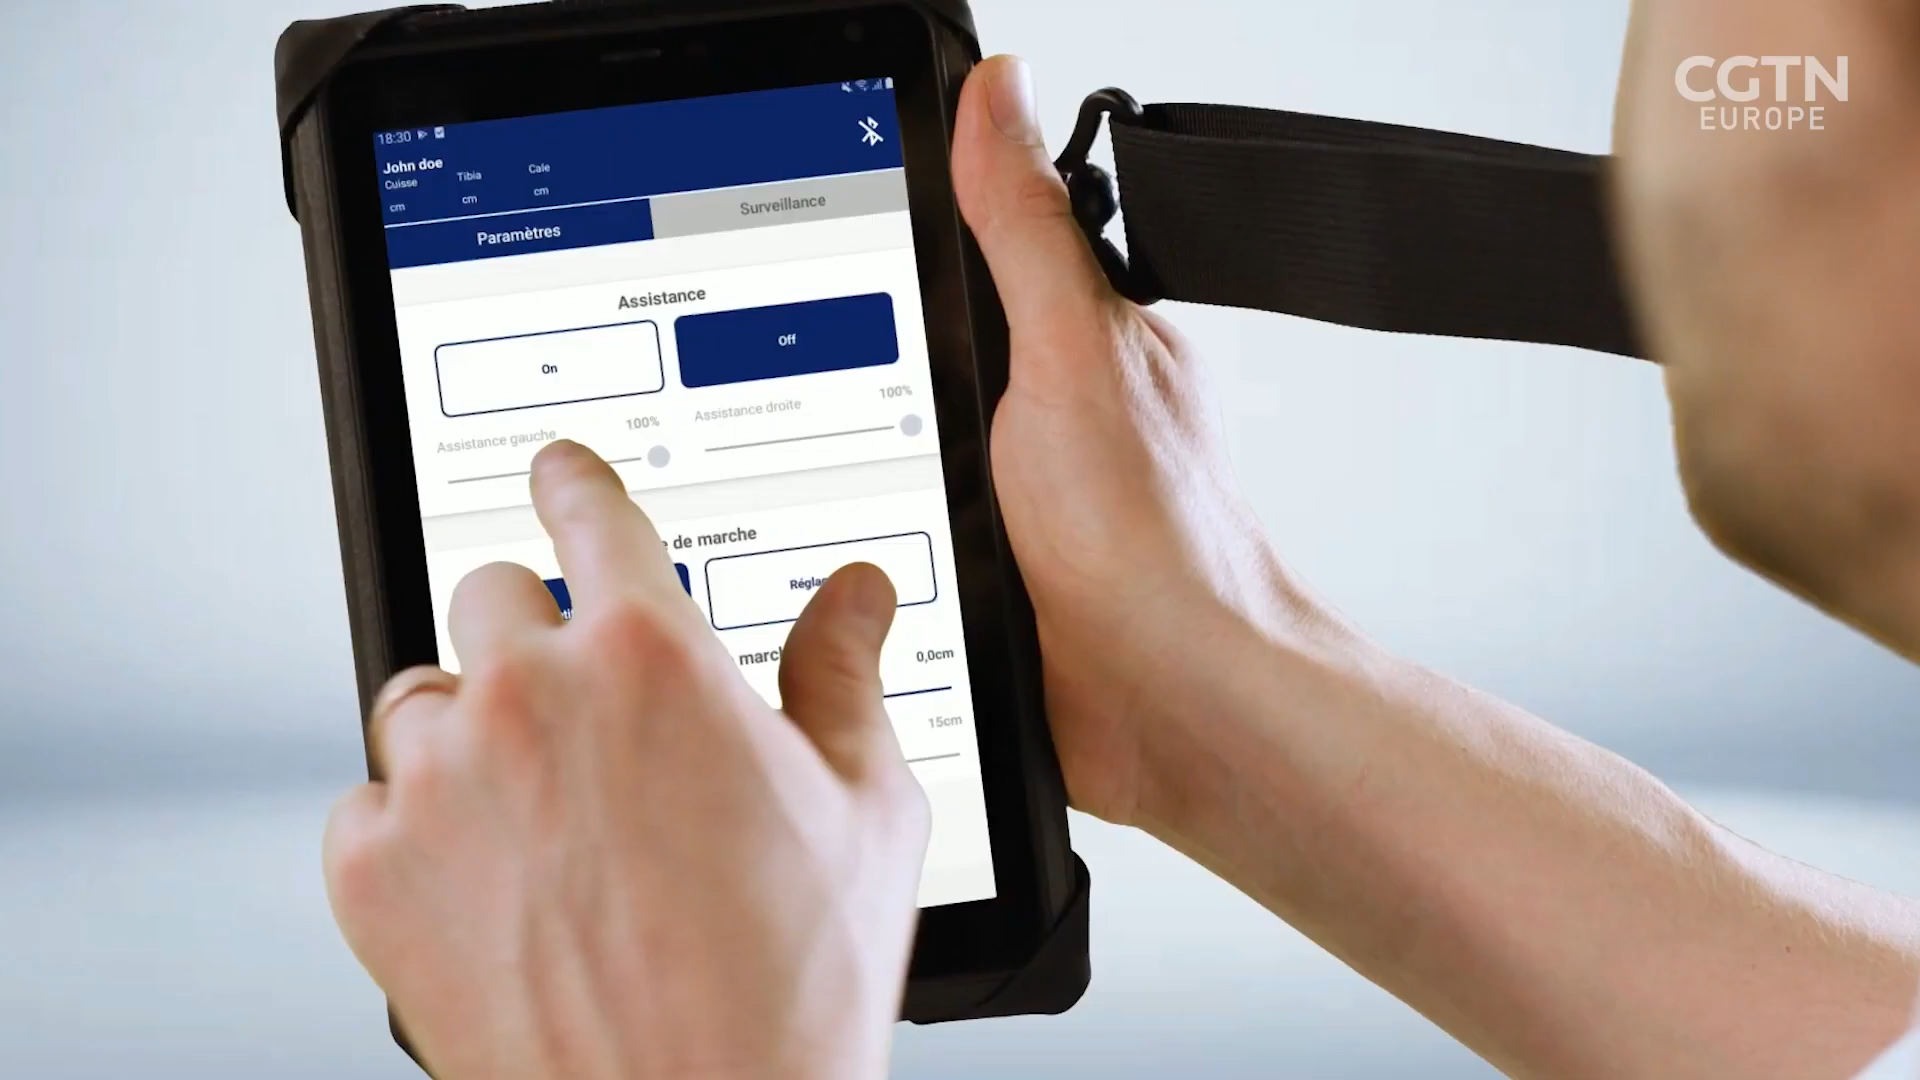 CGTN
EUROPE
18:30
John doe
Cuisse Tibia Cale
cm cm cm
Paramètres Surveillance
Assistance
On Off
Assistance gauche 100% Assistance droite 100%
de marche
0,0cm
15cm